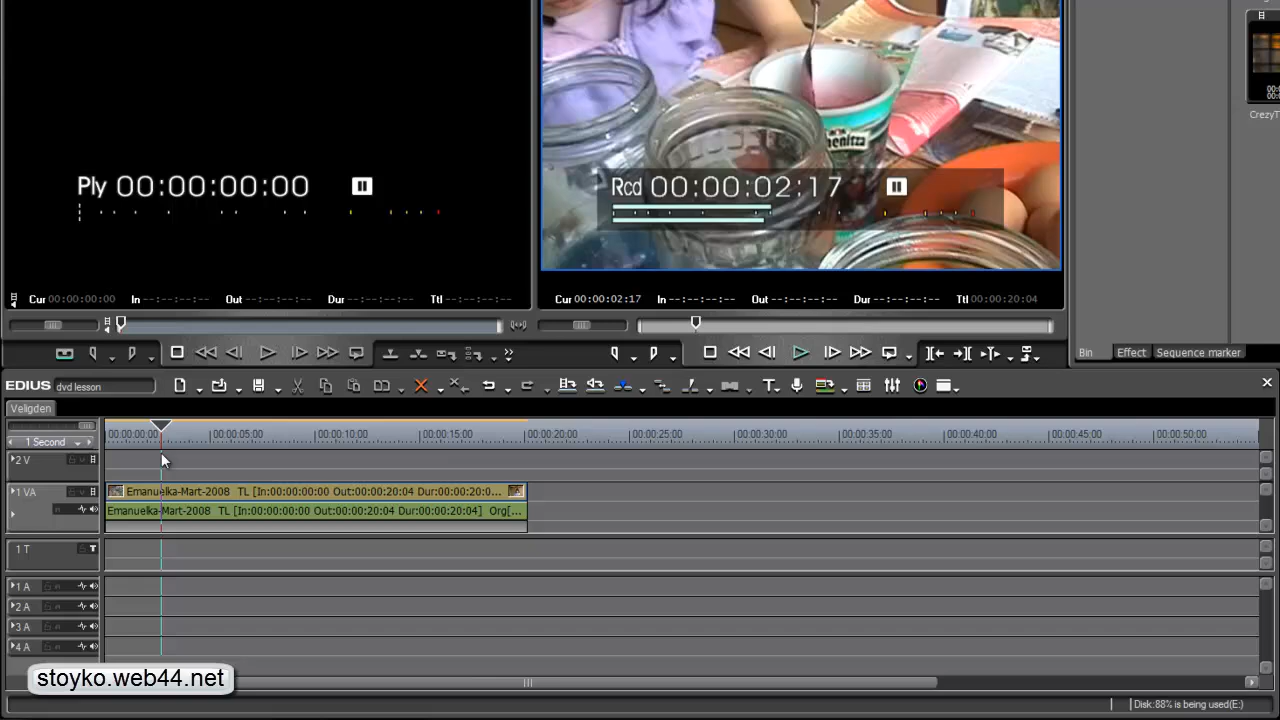 Ply 00:00:00:00
enitza
Rcd 00:00:02:17
00:
00:0
CrezyT
Cur 00:00:00:00 In --:--:--:-- Out --:--:--:-- Dur --:--:--:-- Ttl --:--:--:--
Cur 00:00:02:17 In --:--:--:-- Out --:--:--:-- Dur --:--:--:-- Ttl 00:00:20:04
Bin Effect Sequence marker
EDIUS dvd lesson
Veligden
1 Second
00:00:00:00 00:00:05:00 00:00:10:00 00:00:15:00 00:00:20:00 00:00:25:00 00:00:30:00 00:00:35:00 00:00:40:00 00:00:45:00 00:00:50:00
2 V
1 VA
Emanuelka-Mart-2008 TL [In:00:00:00:00 Out:00:00:20:04 Dur:00:00:20:0...
Emanuelka-Mart-2008 TL [In:00:00:00:00 Out:00:00:20:04 Dur:00:00:20:04] Org[...
1 T
1 A
2 A
3 A
4 A
stoyko.web44.net
Disk:88% is being used(E:)